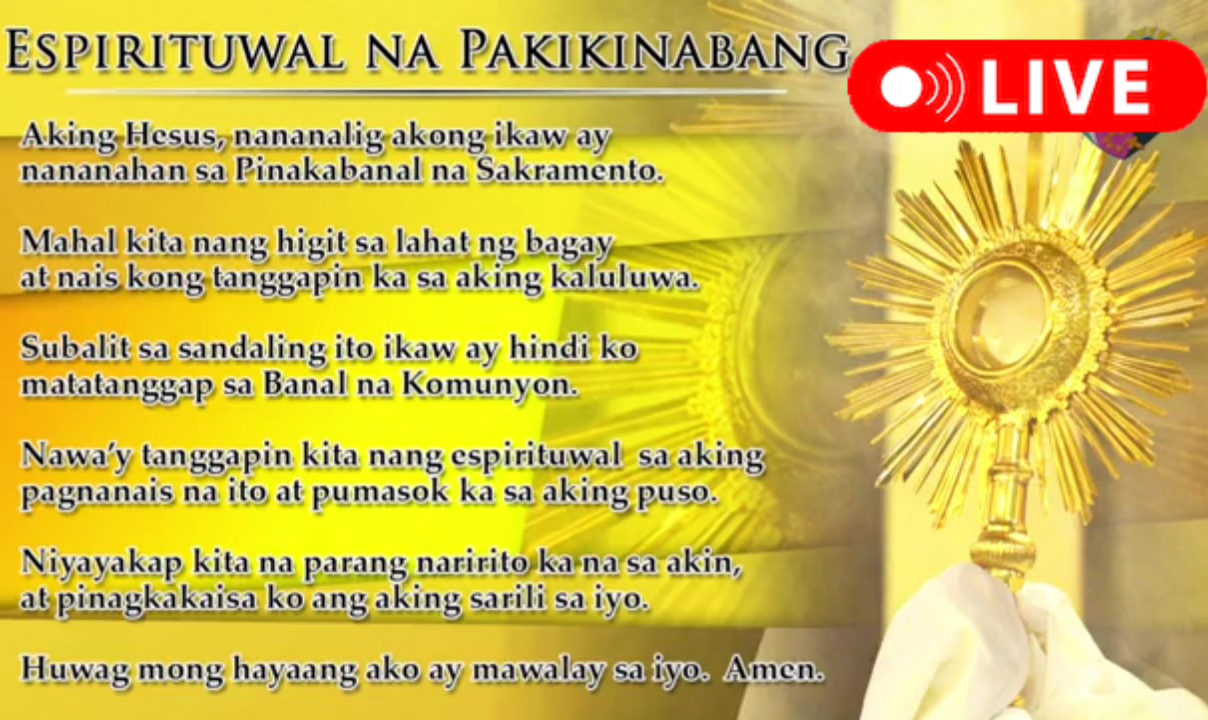 ESPIRITUWAL NA PAKIKINABANG
LIVE
Aking Hesus, nananalig akong ikaw ay
nananahan sa Pinakabanal na Sakramento.
Mahal kita nang higit sa lahat ng bagay
at nais kong tanggapin ka sa aking kaluluwa.
Subalit sa sandaling ito ikaw ay hindi ko
matatanggap sa Banal na Komunyon.
Nawa'y tanggapin kita nang espirituwal sa aking
pagnanais na ito at pumasok ka sa aking puso.
Niyayakap kita na parang naririto ka na sa akin,
at pinagkakaisa ko ang aking sarili sa iyo.
Huwag mong hayaang ako ay mawalay sa iyo. Amen.